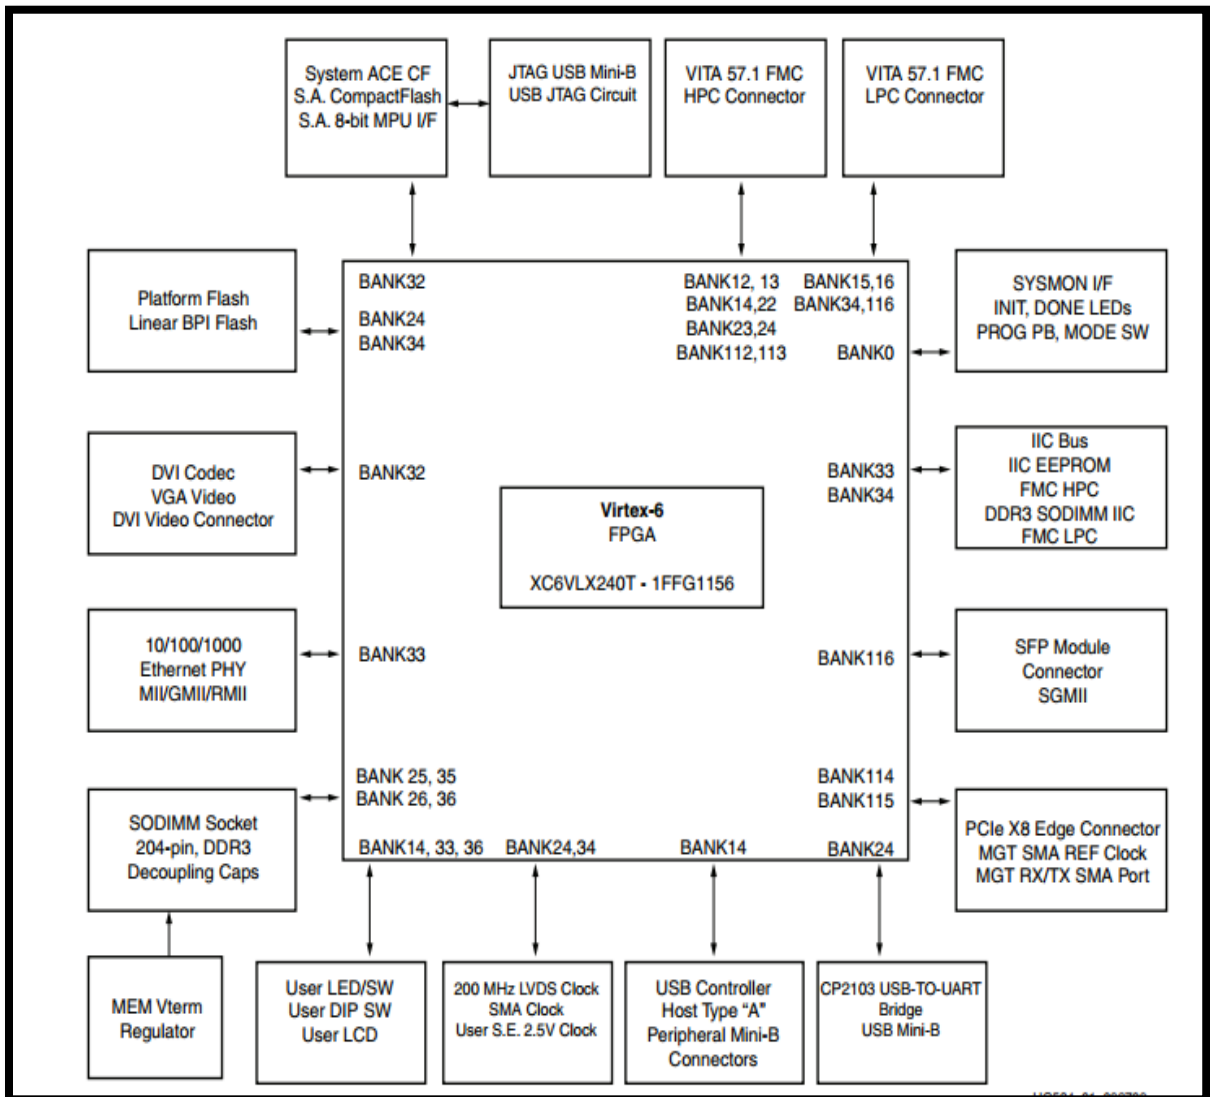 System ACE CF
S.A. CompactFlash
S.A. 8-bit MPU I/F
JTAG USB Mini-B
USB JTAG Circuit
VITA 57.1 FMC
HPC Connector
VITA 57.1 FMC
LPC Connector
Platform Flash
Linear BPI Flash
BANK32
BANK24
BANK34
BANK12, 13
BANK14,22
BANK23,24
BANK112,113
BANK15,16
BANK34,116
BANK0
SYSMON I/F
INIT, DONE LEDs
PROG PB, MODE SW
DVI Codec
VGA Video
DVI Video Connector
BANK32
Virtex-6
FPGA
XC6VLX240T - 1FFG1156
BANK33
BANK34
IIC Bus
IIC EEPROM
FMC HPC
DDR3 SODIMM IIC
FMC LPC
10/100/1000
Ethernet PHY
MII/GMII/RMII
BANK33
BANK116
SFP Module
Connector
SGMII
SODIMM Socket
204-pin, DDR3
Decoupling Caps
BANK 25, 35
BANK 26, 36
BANK114
BANK115
PCIe X8 Edge Connector
MGT SMA REF Clock
MGT RX/TX SMA Port
BANK14, 33, 36
BANK24,34
BANK14
BANK24
MEM Vterm
Regulator
User LED/SW
User DIP SW
User LCD
200 MHz LVDS Clock
SMA Clock
User S.E. 2.5V Clock
USB Controller
Host Type “A”
Peripheral Mini-B
Connectors
CP2103 USB-TO-UART
Bridge
USB Mini-B